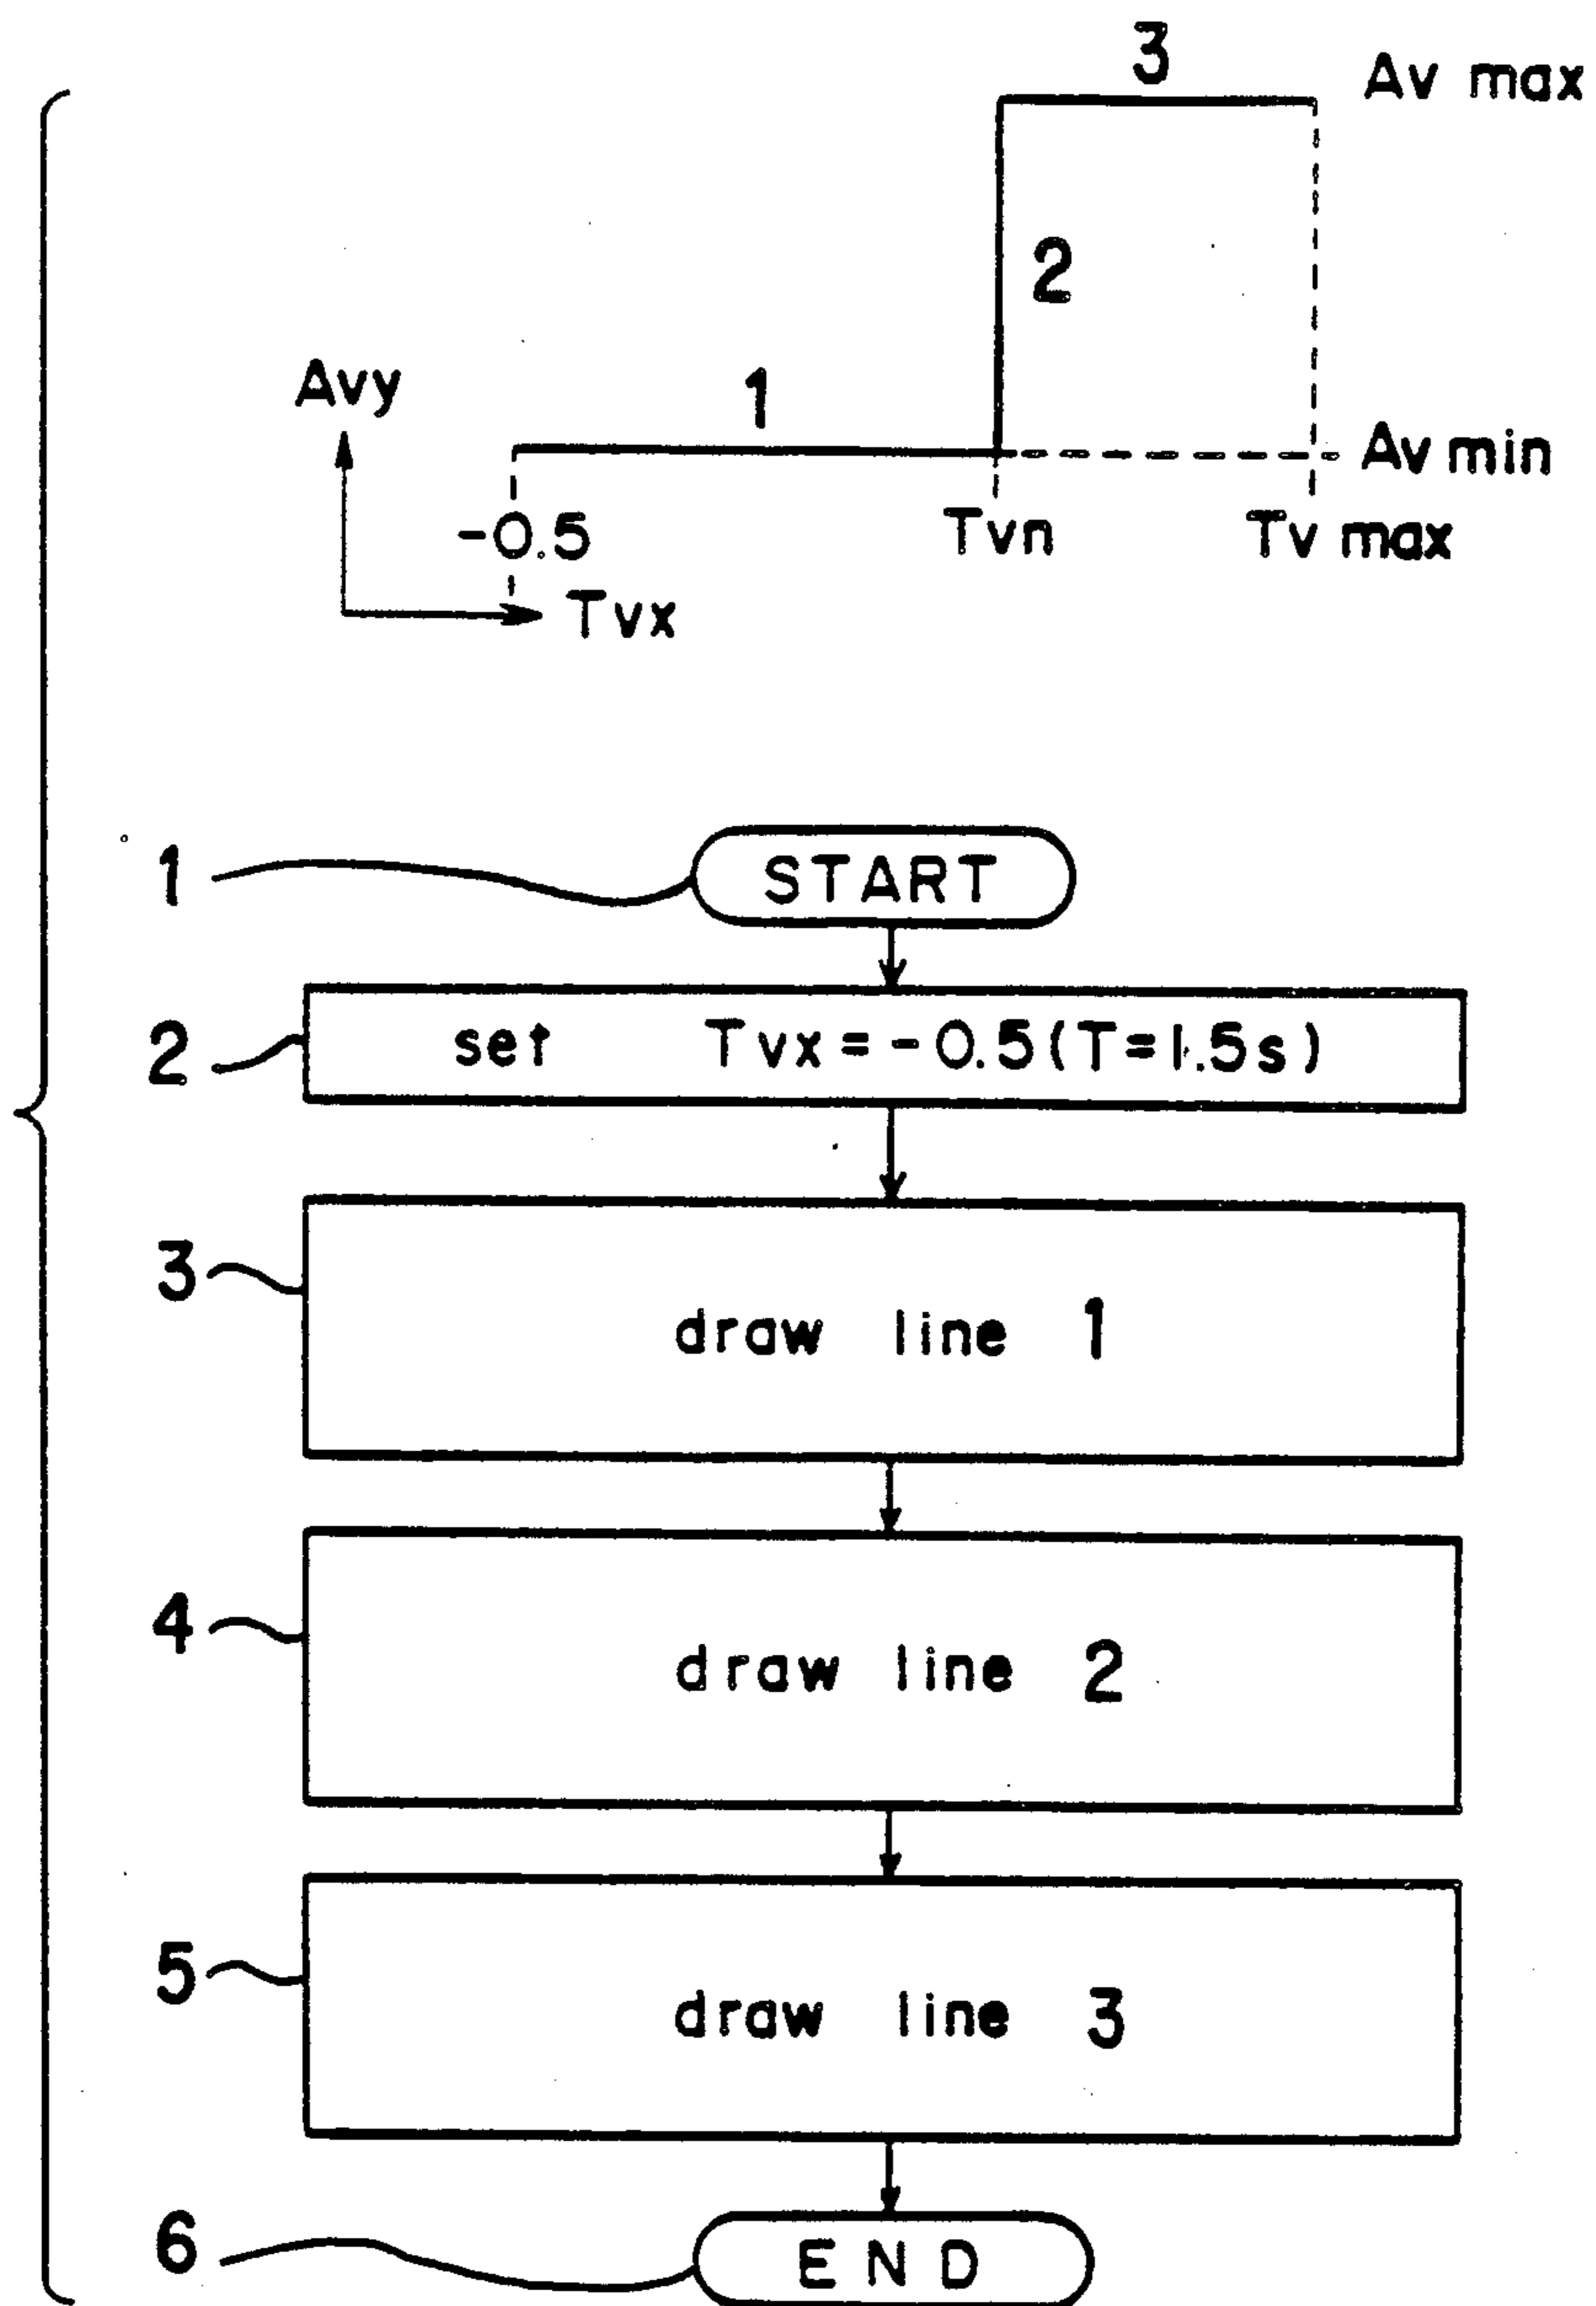 3 Av max
2
Avy
1
Av min
-0.5 Tvn Tv max
Tvx
1 START
2 set Tvx=-0.5(T=1.5s)
3 draw line 1
4 draw line 2
5 draw line 3
6 END